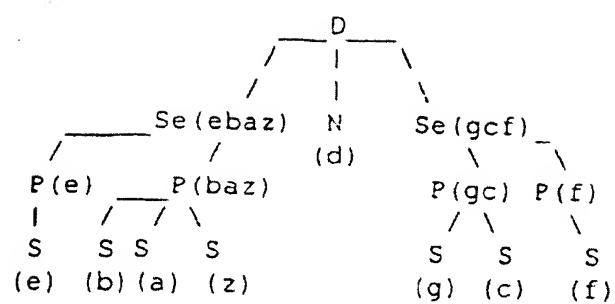 D
Se(ebaz) N Se(gcf)
(d)
P(e) P(baz) P(gc) P(f)
S S S S S S S
(e) (b) (a) (z) (g) (c) (f)